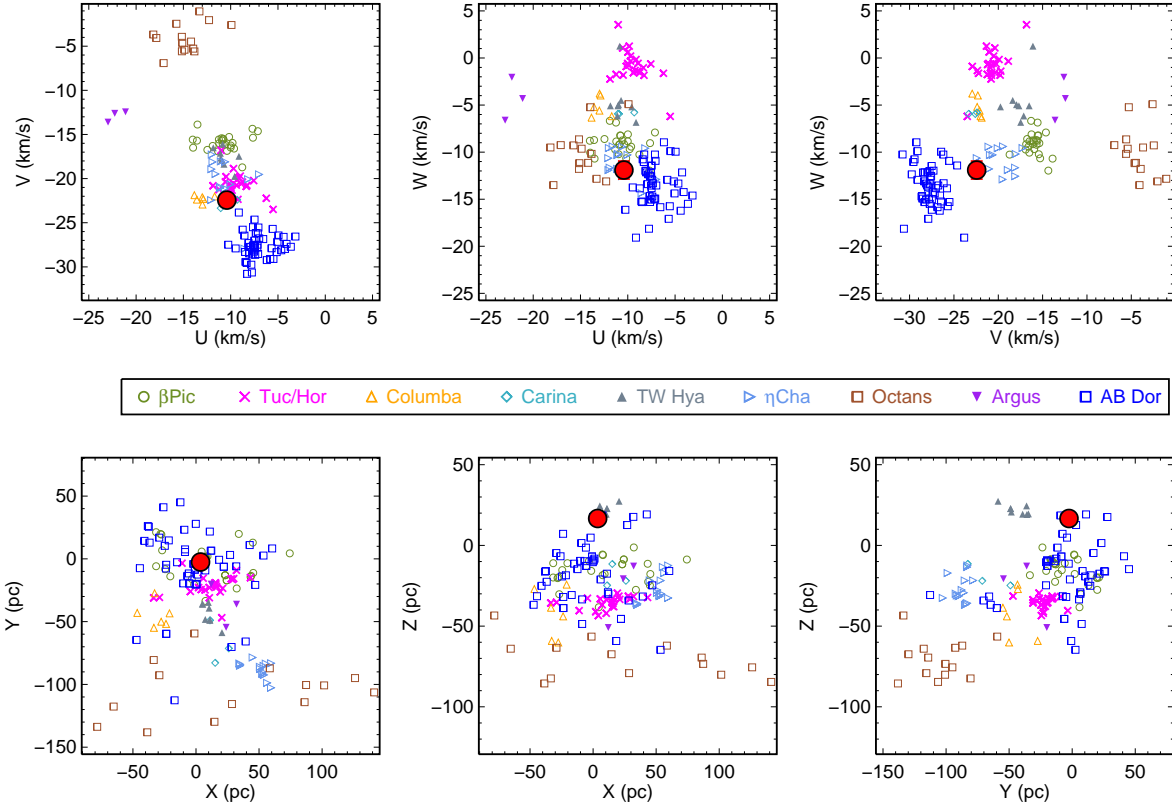 −5
−10
−15
−20
−25
−30
V (km/s)
−25 −20 −15 −10 −5 0 5
U (km/s)
5
0
−5
−10
−15
−20
−25
W (km/s)
−25 −20 −15 −10 −5 0 5
U (km/s)
5
0
−5
−10
−15
−20
−25
W (km/s)
−30 −25 −20 −15 −10 −5
V (km/s)
βPic Tuc/Hor Columba Carina TW Hya ηCha Octans Argus AB Dor
50
0
−50
−100
−150
Y (pc)
−50 0 50 100
X (pc)
50
0
−50
−100
Z (pc)
−50 0 50 100
X (pc)
50
0
−50
−100
Z (pc)
−150 −100 −50 0 50
Y (pc)